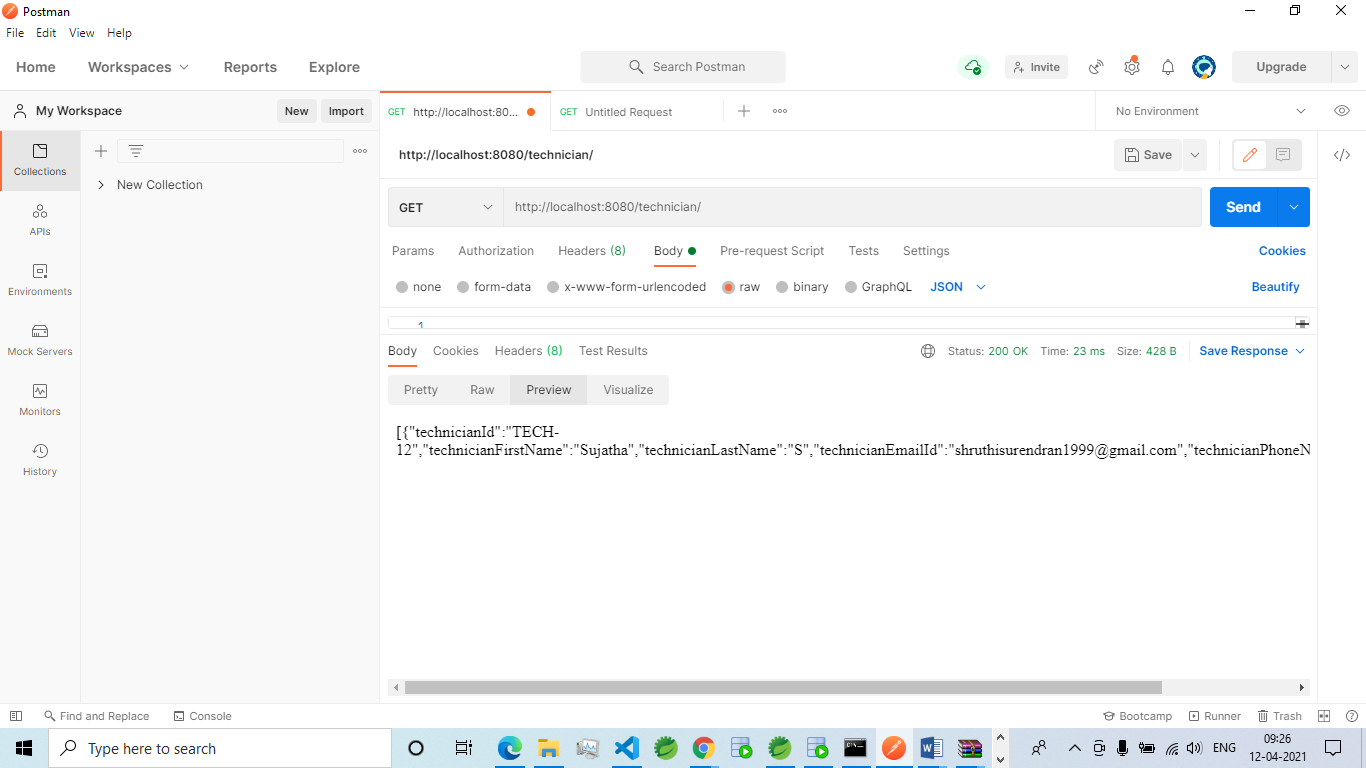 Postman
File Edit View Help
Home Workspaces Reports Explore Search Postman Invite Upgrade
My Workspace New Import GET http://localhost:80... GET Untitled Request No Environment
Collections
New Collection
APIs
Environments
Mock Servers
Monitors
History
http://localhost:8080/technician/ Save
GET http://localhost:8080/technician/ Send
Params Authorization Headers (8) Body Pre-request Script Tests Settings Cookies
none form-data x-www-form-urlencoded raw binary GraphQL JSON Beautify
1
Body Cookies Headers (8) Test Results Status: 200 OK Time: 23 ms Size: 428 B Save Response
Pretty Raw Preview Visualize
[{"technicianId":"TECH-
12","technicianFirstName":"Sujatha","technicianLastName":"S","technicianEmailId":"shruthisurendran1999@gmail.com","technicianPhoneN
Find and Replace Console Bootcamp Runner Trash
Type here to search ENG 09:26
12-04-2021